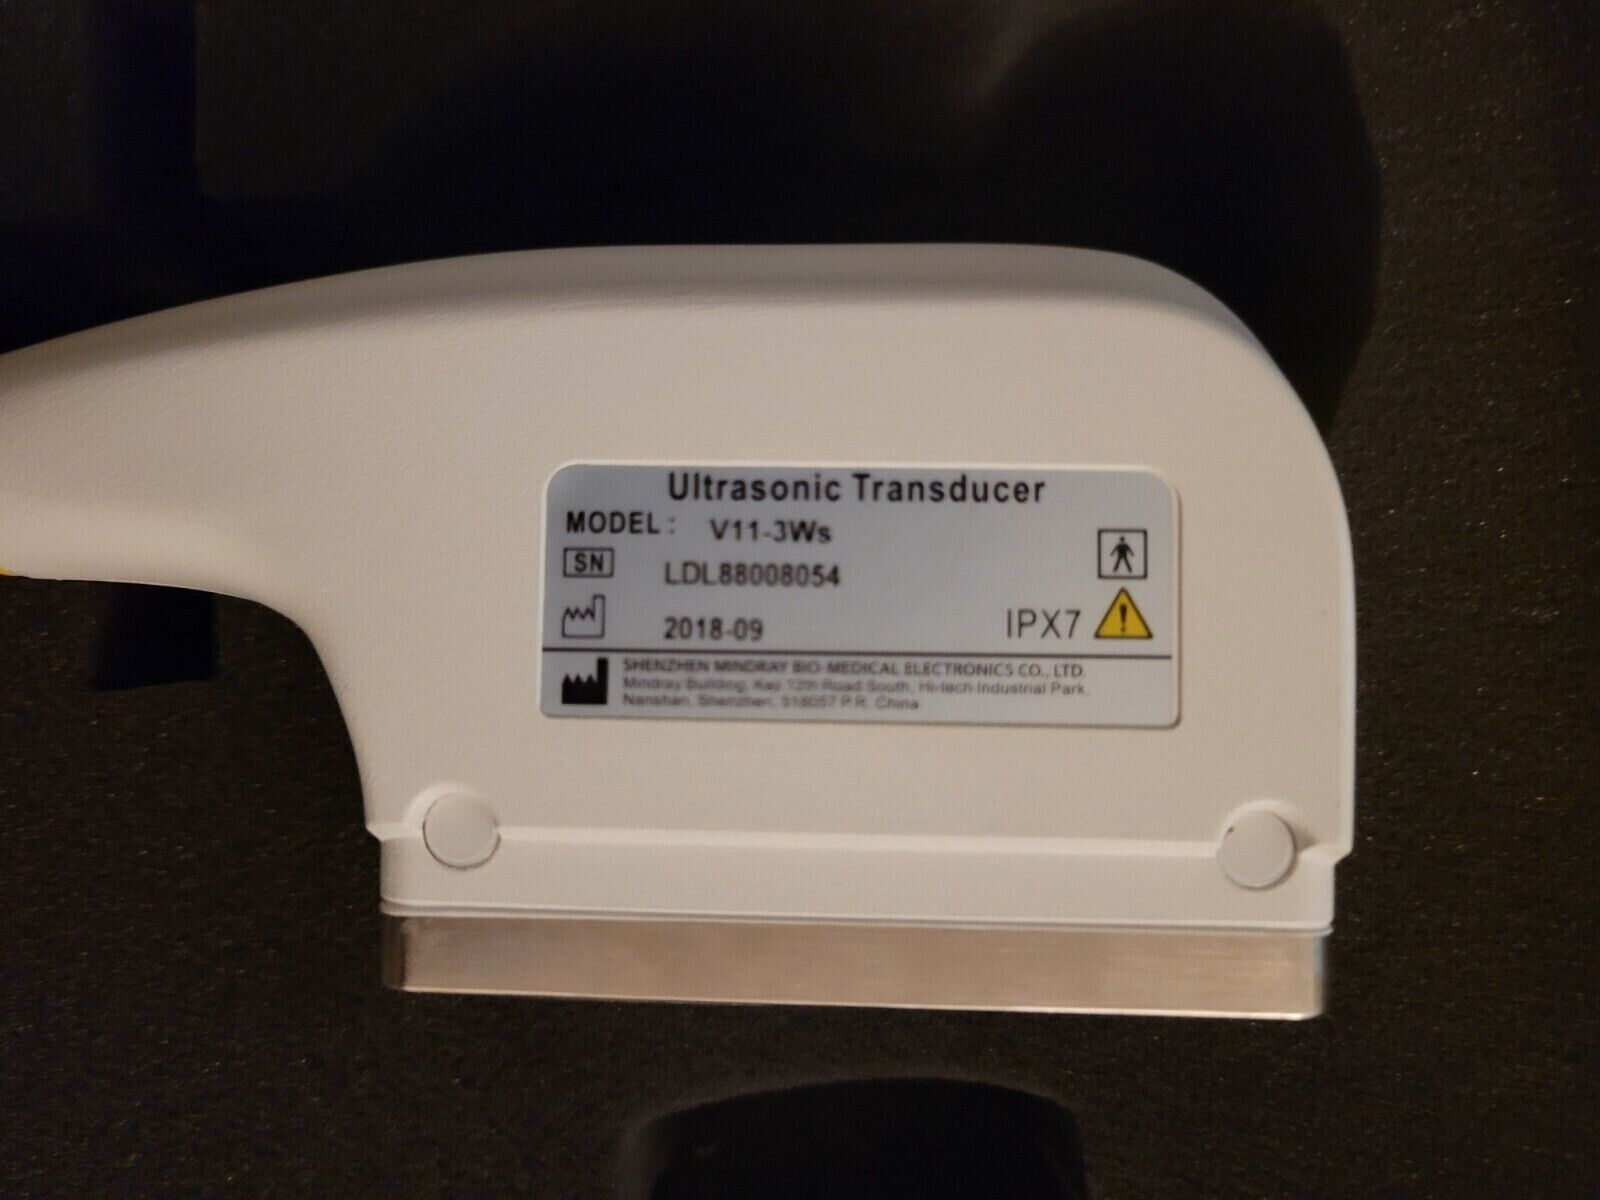 Ultrasonic Transducer
MODEL: V11-3Ws
SN LDL88008054
2018-09 IPX7
SHENZHEN MINDRAY BIO-MEDICAL ELECTRONICS CO., LTD.
Mindray Building, Keji 12th Road South, Hi-tech Industrial Park,
Nanshan, Shenzhen, 518057 P.R. China